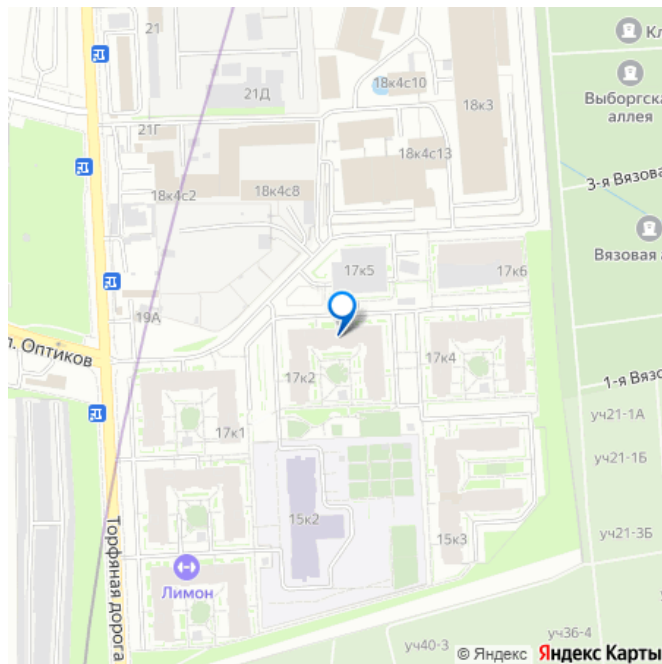 21
Кл
18к4с10
Выборгска
аллея
21Д
18к3
21Г
18к4с13
18к4с2
18к4с8
3-я Вязова
Вязовая а
17к5
17к6
19А
л. Оптиков
17к4
17к2
1-я Вязо
уч21-1А
17к1
уч21-1Б
15к2
уч21-3Б
15к3
Торфяная дорога
Лимон
уч36-4
уч40-3
© Яндекс Яндекс Карты